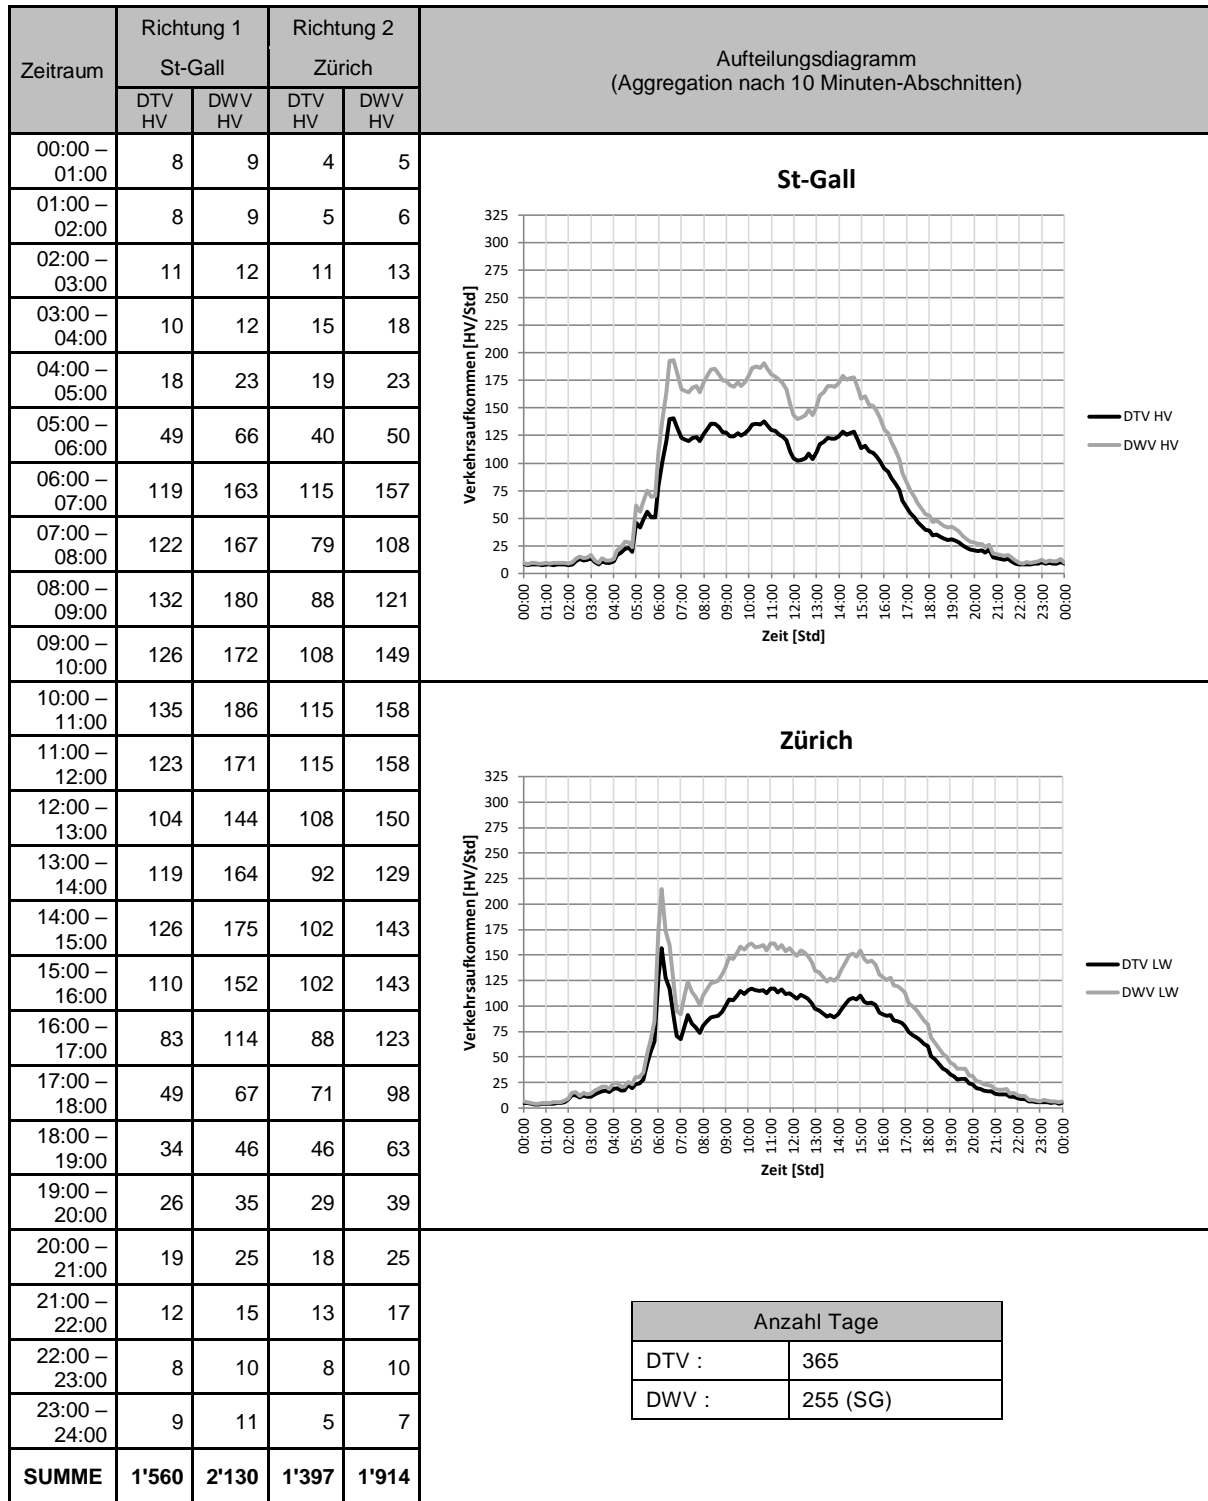 Zeitraum
Richtung 1
Richtung 2
Aufteilungsdiagramm
(Aggregation nach 10 Minuten-Abschnitten)
St-Gall
Zürich
DTV HV
DWV HV
DTV HV
DWV HV
00:00 – 01:00 8 9 4 5
01:00 – 02:00 8 9 5 6
02:00 – 03:00 11 12 11 13
03:00 – 04:00 10 12 15 18
04:00 – 05:00 18 23 19 23
05:00 – 06:00 49 66 40 50
06:00 – 07:00 119 163 115 157
07:00 – 08:00 122 167 79 108
08:00 – 09:00 132 180 88 121
09:00 – 10:00 126 172 108 149
10:00 – 11:00 135 186 115 158
11:00 – 12:00 123 171 115 158
12:00 – 13:00 104 144 108 150
13:00 – 14:00 119 164 92 129
14:00 – 15:00 126 175 102 143
15:00 – 16:00 110 152 102 143
16:00 – 17:00 83 114 88 123
17:00 – 18:00 49 67 71 98
18:00 – 19:00 34 46 46 63
19:00 – 20:00 26 35 29 39
20:00 – 21:00 19 25 18 25
21:00 – 22:00 12 15 13 17
22:00 – 23:00 8 10 8 10
23:00 – 24:00 9 11 5 7
SUMME 1'560 2'130 1'397 1'914
St-Gall
Verkehrsaufkommen [HV/Std]
325
300
275
250
225
200
175
150
125
100
75
50
25
0
00:00 01:00 02:00 03:00 04:00 05:00 06:00 07:00 08:00 09:00 10:00 11:00 12:00 13:00 14:00 15:00 16:00 17:00 18:00 19:00 20:00 21:00 22:00 23:00 00:00
Zeit [Std]
DTV HV
DWV HV
Zürich
Verkehrsaufkommen [HV/Std]
325
300
275
250
225
200
175
150
125
100
75
50
25
0
00:00 01:00 02:00 03:00 04:00 05:00 06:00 07:00 08:00 09:00 10:00 11:00 12:00 13:00 14:00 15:00 16:00 17:00 18:00 19:00 20:00 21:00 22:00 23:00 00:00
Zeit [Std]
DTV LW
DWV LW
Anzahl Tage
DTV : 365
DWV : 255 (SG)